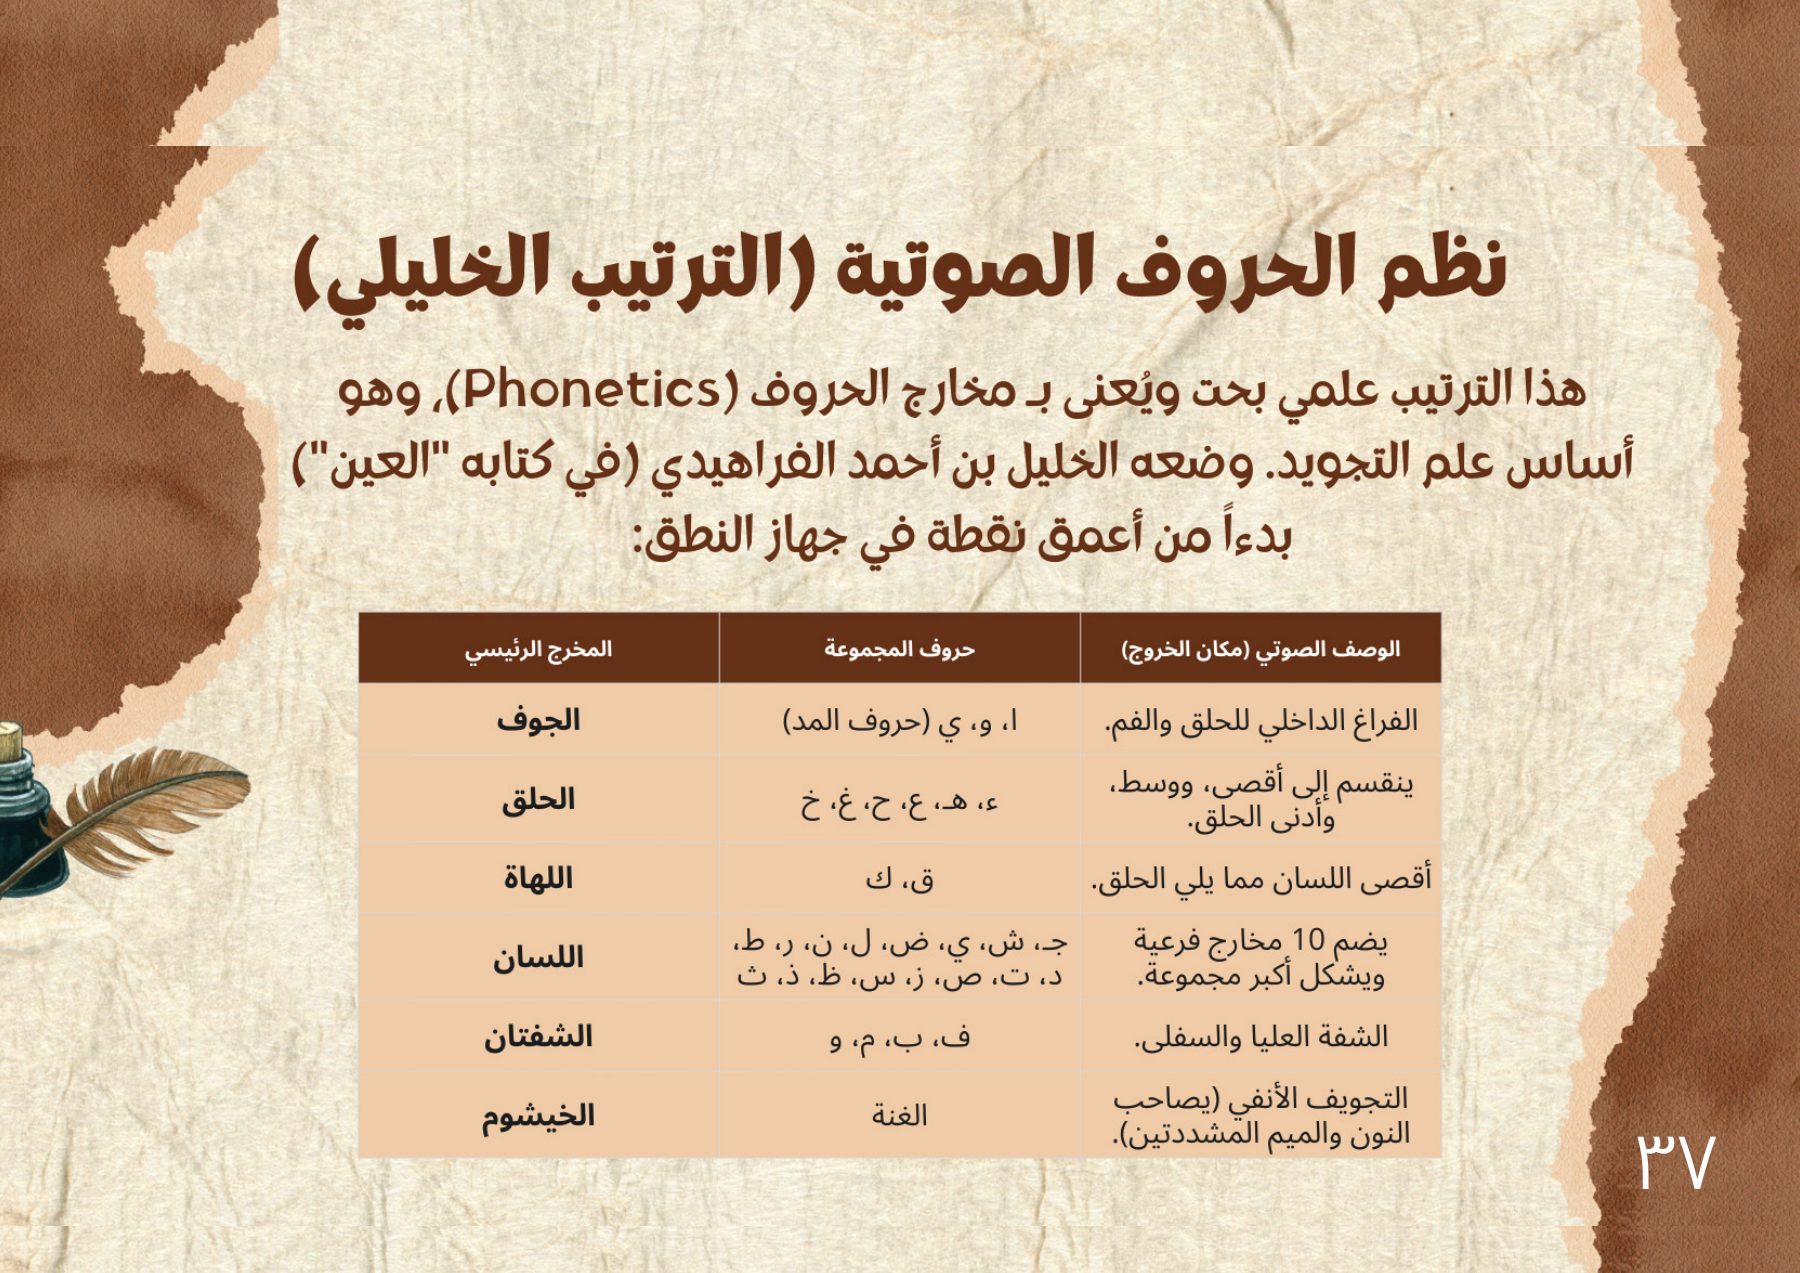 نظم الحروف الصوتية (الترتيب الخليلي)
هذا الترتيب علمي بحت ويُعنى بـ مخارج الحروف (Phonetics)، وهو
أساس علم التجويد. وضعه الخليل بن أحمد الفراهيدي (في كتابه "العين")
بدءاً من أعمق نقطة في جهاز النطق:
الوصف الصوتي (مكان الخروج) حروف المجموعة المخرج الرئيسي
الفراغ الداخلي للحلق والفم. ا، و، ي (حروف المد) الجوف
ينقسم إلى أقصى، ووسط،
وأدنى الحلق. ء، هـ، ع، ح، غ، خ الحلق
أقصى اللسان مما يلي الحلق. ق، ك اللهاة
يضم 10 مخارج فرعية جـ، ش، ي، ض، ل، ن، ر، ط،
ويشكل أكبر مجموعة. د، ت، ص، ز، س، ظ، ذ، ث اللسان
الشفة العليا والسفلى. ف، ب، م، و الشفتان
التجويف الأنفي (يصاحب
النون والميم المشددتين). الغنة الخيشوم
٣٧